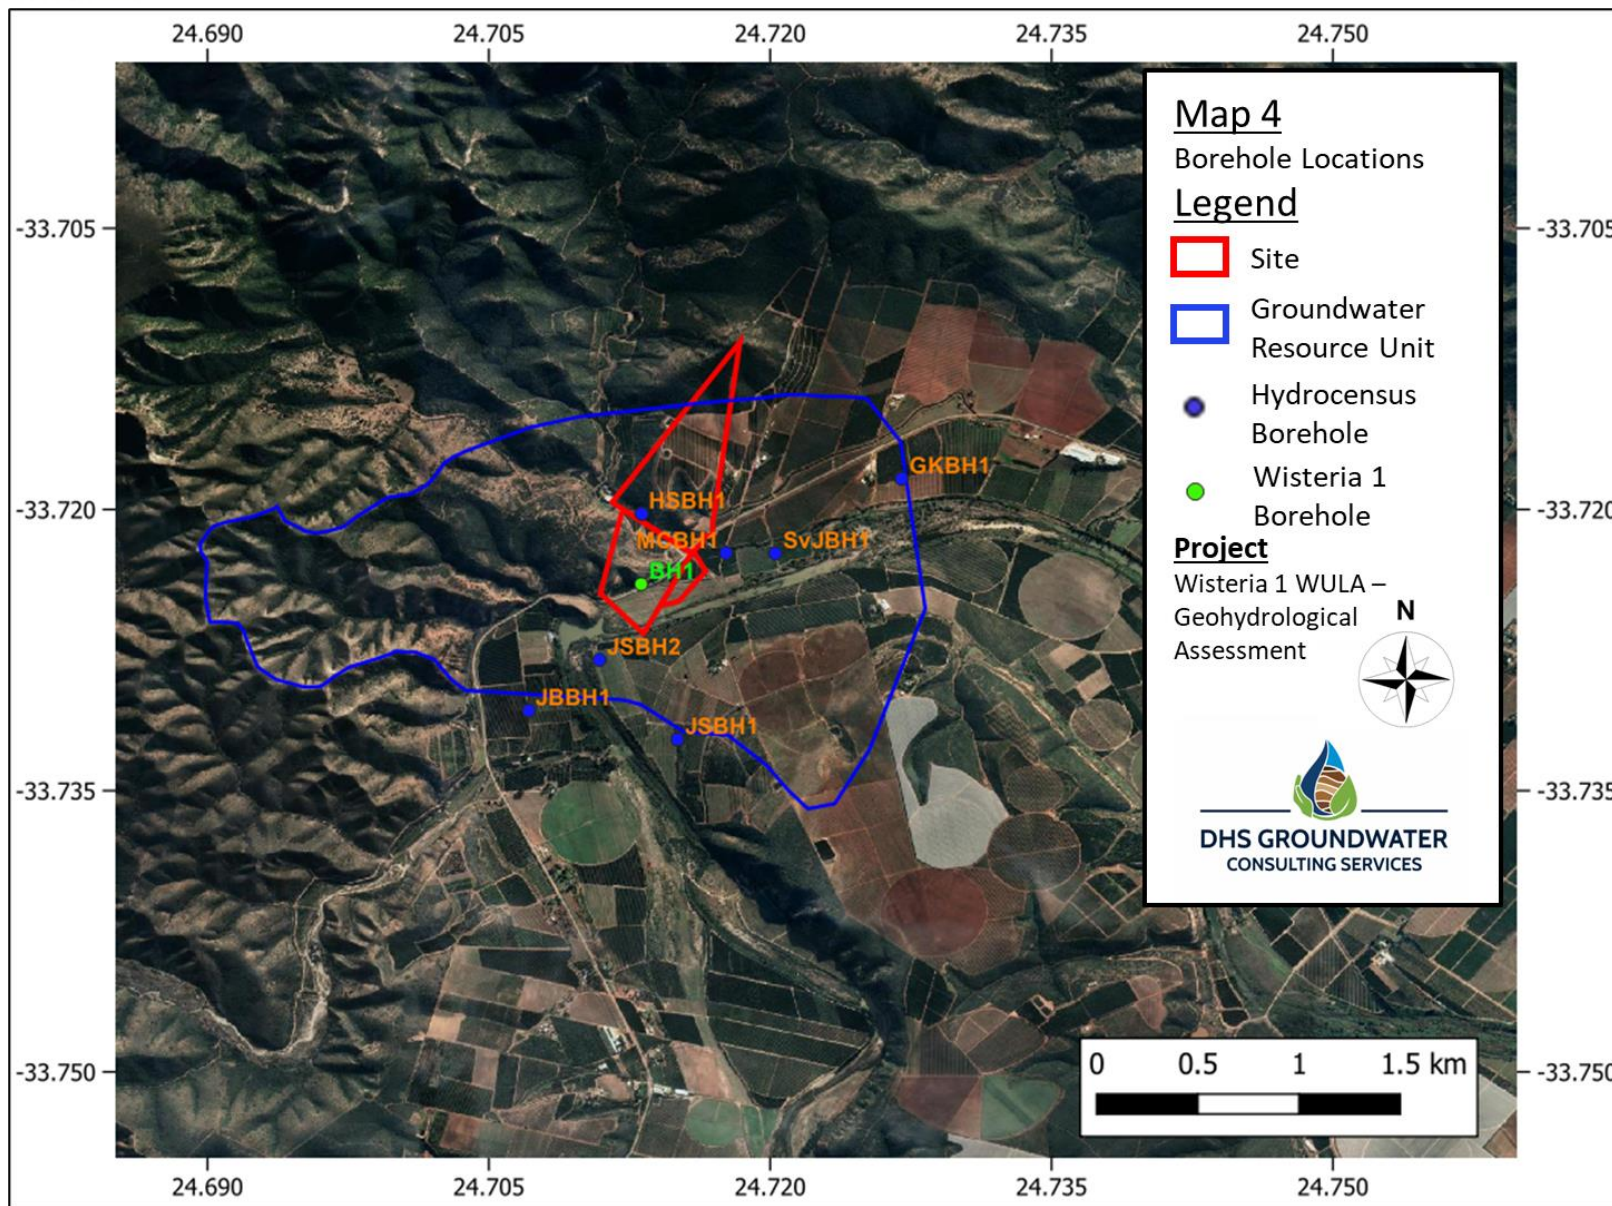 24.690 24.705 24.720 24.735 24.750
Map 4
Borehole Locations
Legend
Site
Groundwater
Resource Unit
Hydrocensus
Borehole
Wisteria 1
Borehole
Project
Wisteria 1 WULA –
Geohydrological
Assessment
N
DHS GROUNDWATER
CONSULTING SERVICES
-33.705 -33.705
GKBH1
-33.720 -33.720
HSBH1
MCBH1 SvJBH1
BH1
JSBH2
JBBH1
JSBH1
-33.735 -33.735
0 0.5 1 1.5 km
-33.750 -33.750
24.690 24.705 24.720 24.735 24.750